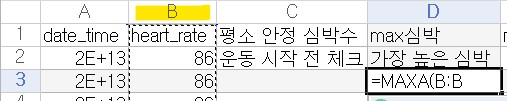 A B C D
1 date_time heart_rate 평소 안정 심박수 max심박
2 2E+13 86 운동 시작 전 체크 가장 높은 심박
3 2E+13 86 =MAXA(B:B